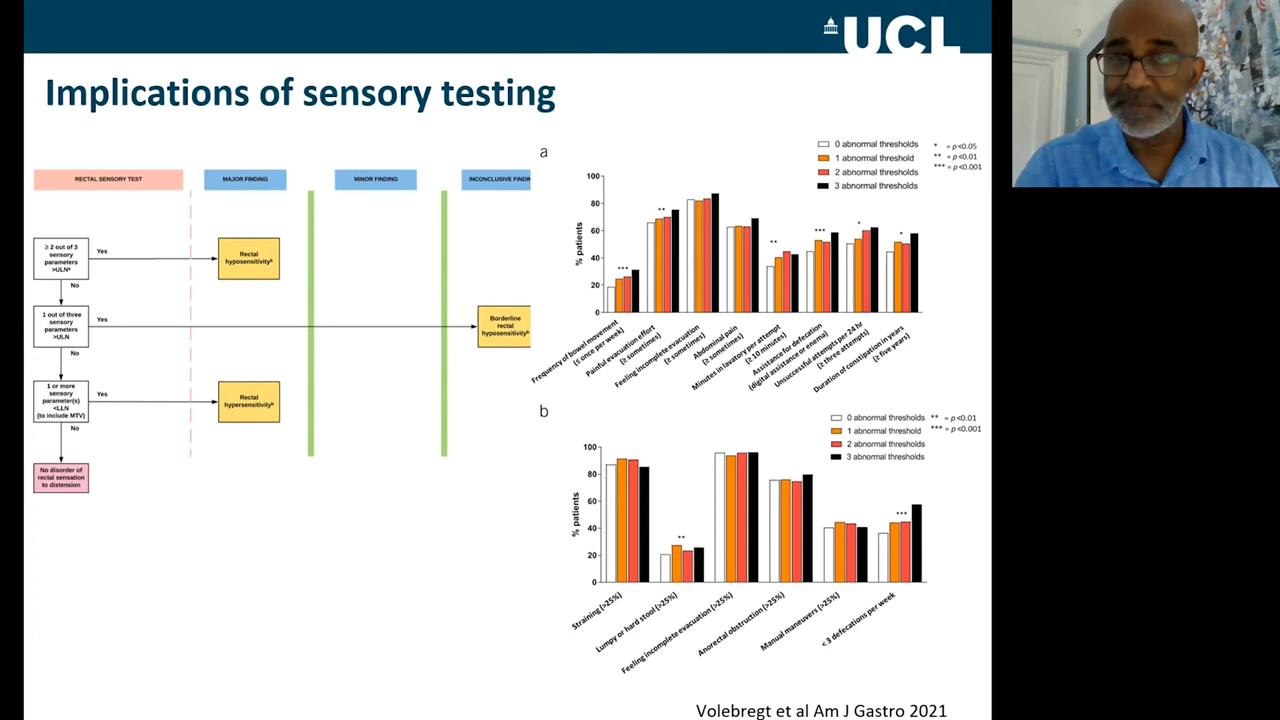 UCL
Implications of sensory testing
RECTAL SENSORY TEST
MAJOR FINDING
MINOR FINDING
INCONCLUSIVE FINDIN
≥ 2 out of 3
sensory
parameters
>ULNᵃ
Yes
Rectal
hyposensitivityᵇ
No
1 out of three
sensory
parameters
>ULN
Yes
Borderline
rectal
hyposensitivityᵇ
No
1 or more
sensory
parameter(s)
<LLN
(to include MTV)
Yes
Rectal
hypersensitivityᵇ
No
No disorder of
rectal sensation
to distension
a
0 abnormal thresholds
1 abnormal threshold
2 abnormal thresholds
3 abnormal thresholds
* = p <0.05
** = p <0.01
*** = p <0.001
% patients
100
80
60
40
20
0
***
**
**
***
*
*
Frequency of bowel movement
(≤ once per week)
Painful evacuation effort
(≥ sometimes)
Feeling incomplete evacuation
(≥ sometimes)
Abdominal pain
(≥ sometimes)
Minutes in lavatory per attempt
(≥ 10 minutes)
Assistance for defecation
(digital assistance or enema)
Unsuccessful attempts per 24 hr
(≥ three attempts)
Duration of constipation in years
(≥ five years)
b
0 abnormal thresholds
1 abnormal threshold
2 abnormal thresholds
3 abnormal thresholds
** = p <0.01
*** = p <0.001
% patients
100
80
60
40
20
0
**
***
Straining (>25%)
Lumpy or hard stool (>25%)
Feeling incomplete evacuation (>25%)
Anorectal obstruction (>25%)
Manual maneuvers (>25%)
< 3 defecations per week
Volebregt et al Am J Gastro 2021